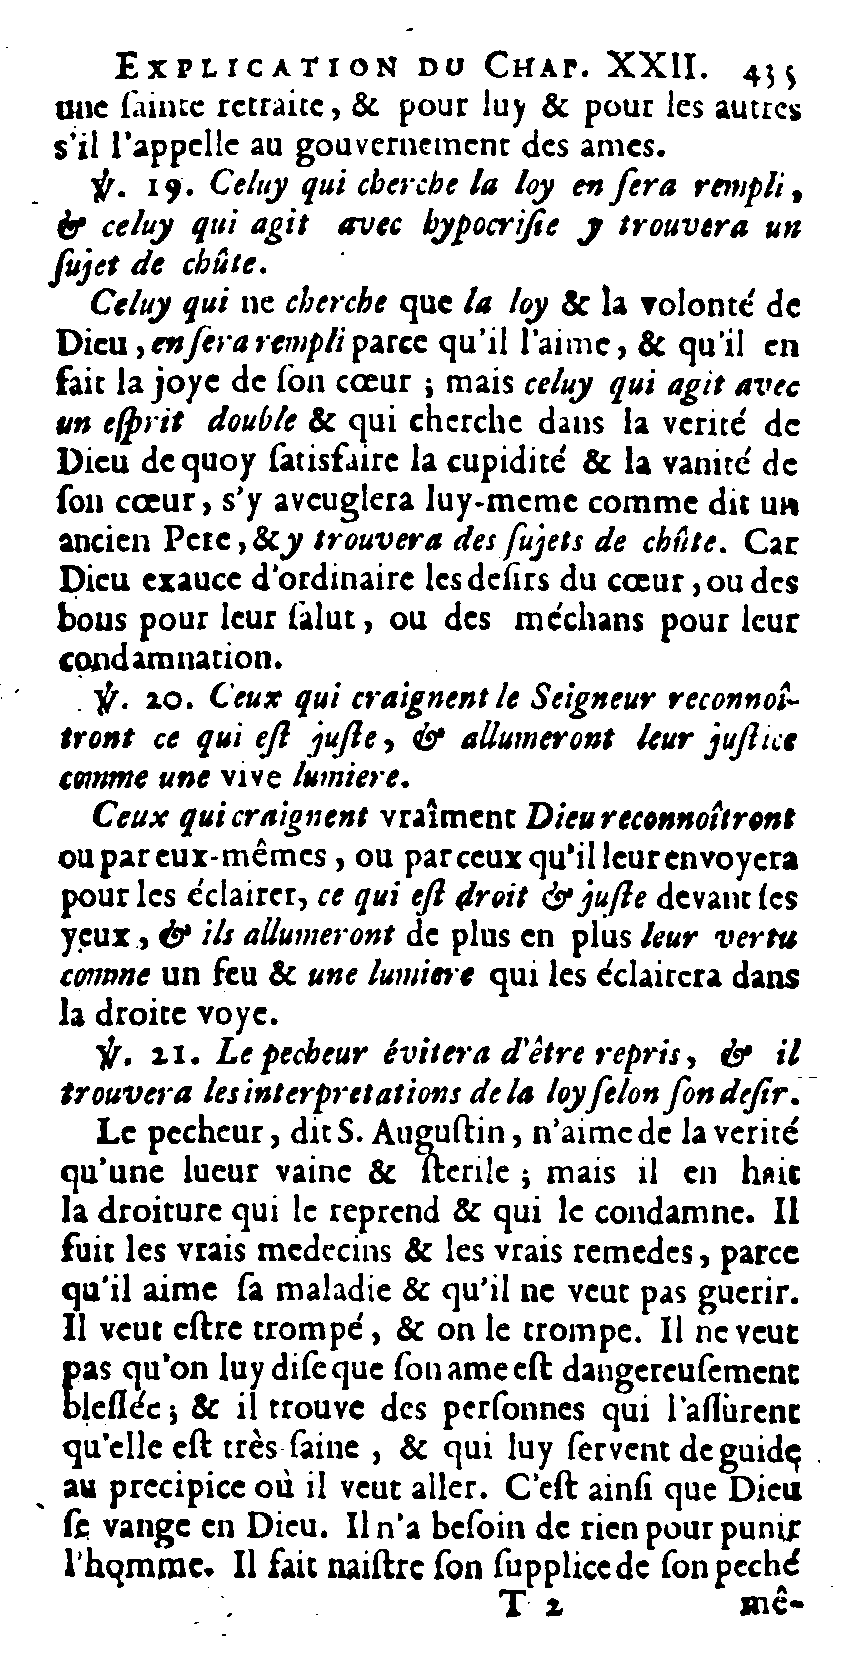 EXPLICATION DU CHAP. XXII. 435
une ſainte retraite, & pour luy & pour les autres
s'il l'appelle au gouvernement des ames.
℣. 19. Celuy qui cherche la loy en ſera rempli,
& celuy qui agit avec hypocriſie y trouvera un
ſujet de chûte.
Celuy qui ne cherche que la loy & la volonté de
Dieu, en ſera rempli parce qu'il l'aime, & qu'il en
fait la joye de ſon cœur ; mais celuy qui agit avec
un eſprit double & qui cherche dans la verité de
Dieu de quoy ſatisfaire la cupidité & la vanité de
ſon cœur, s'y aveuglera luy-meme comme dit un
ancien Pere, & y trouvera des ſujets de chûte. Car
Dieu exauce d'ordinaire les deſirs du cœur, ou des
bons pour leur ſalut, ou des méchans pour leur
condamnation.
℣. 20. Ceux qui craignent le Seigneur reconnoî-
tront ce qui eſt juſte, & allumeront leur juſtice
comme une vive lumiere.
Ceux qui craignent vraîment Dieu reconnoîtront
ou par eux-mêmes, ou par ceux qu'il leur envoyera
pour les éclairer, ce qui eſt droit & juſte devant ſes
yeux, & ils allumeront de plus en plus leur vertu
comme un feu & une lumiere qui les éclairera dans
la droite voye.
℣. 21. Le pecheur évitera d'être repris, & il
trouvera les interpretations de la loy ſelon ſon deſir.
Le pecheur, dit S. Auguſtin, n'aime de la verité
qu'une lueur vaine & ſterile ; mais il en hait
la droiture qui le reprend & qui le condamne. Il
fuit les vrais medecins & les vrais remedes, parce
qu'il aime ſa maladie & qu'il ne veut pas guerir.
Il veut eſtre trompé, & on le trompe. Il ne veut
pas qu'on luy diſe que ſon ame eſt dangereuſement
bleſſée ; & il trouve des perſonnes qui l'aſſurent
qu'elle eſt très-ſaine, & qui luy ſervent de guide
au precipice où il veut aller. C'eſt ainſi que Dieu
ſe vange en Dieu. Il n'a beſoin de rien pour punir
l'homme. Il fait naiſtre ſon ſupplice de ſon peché
T 2 mê-